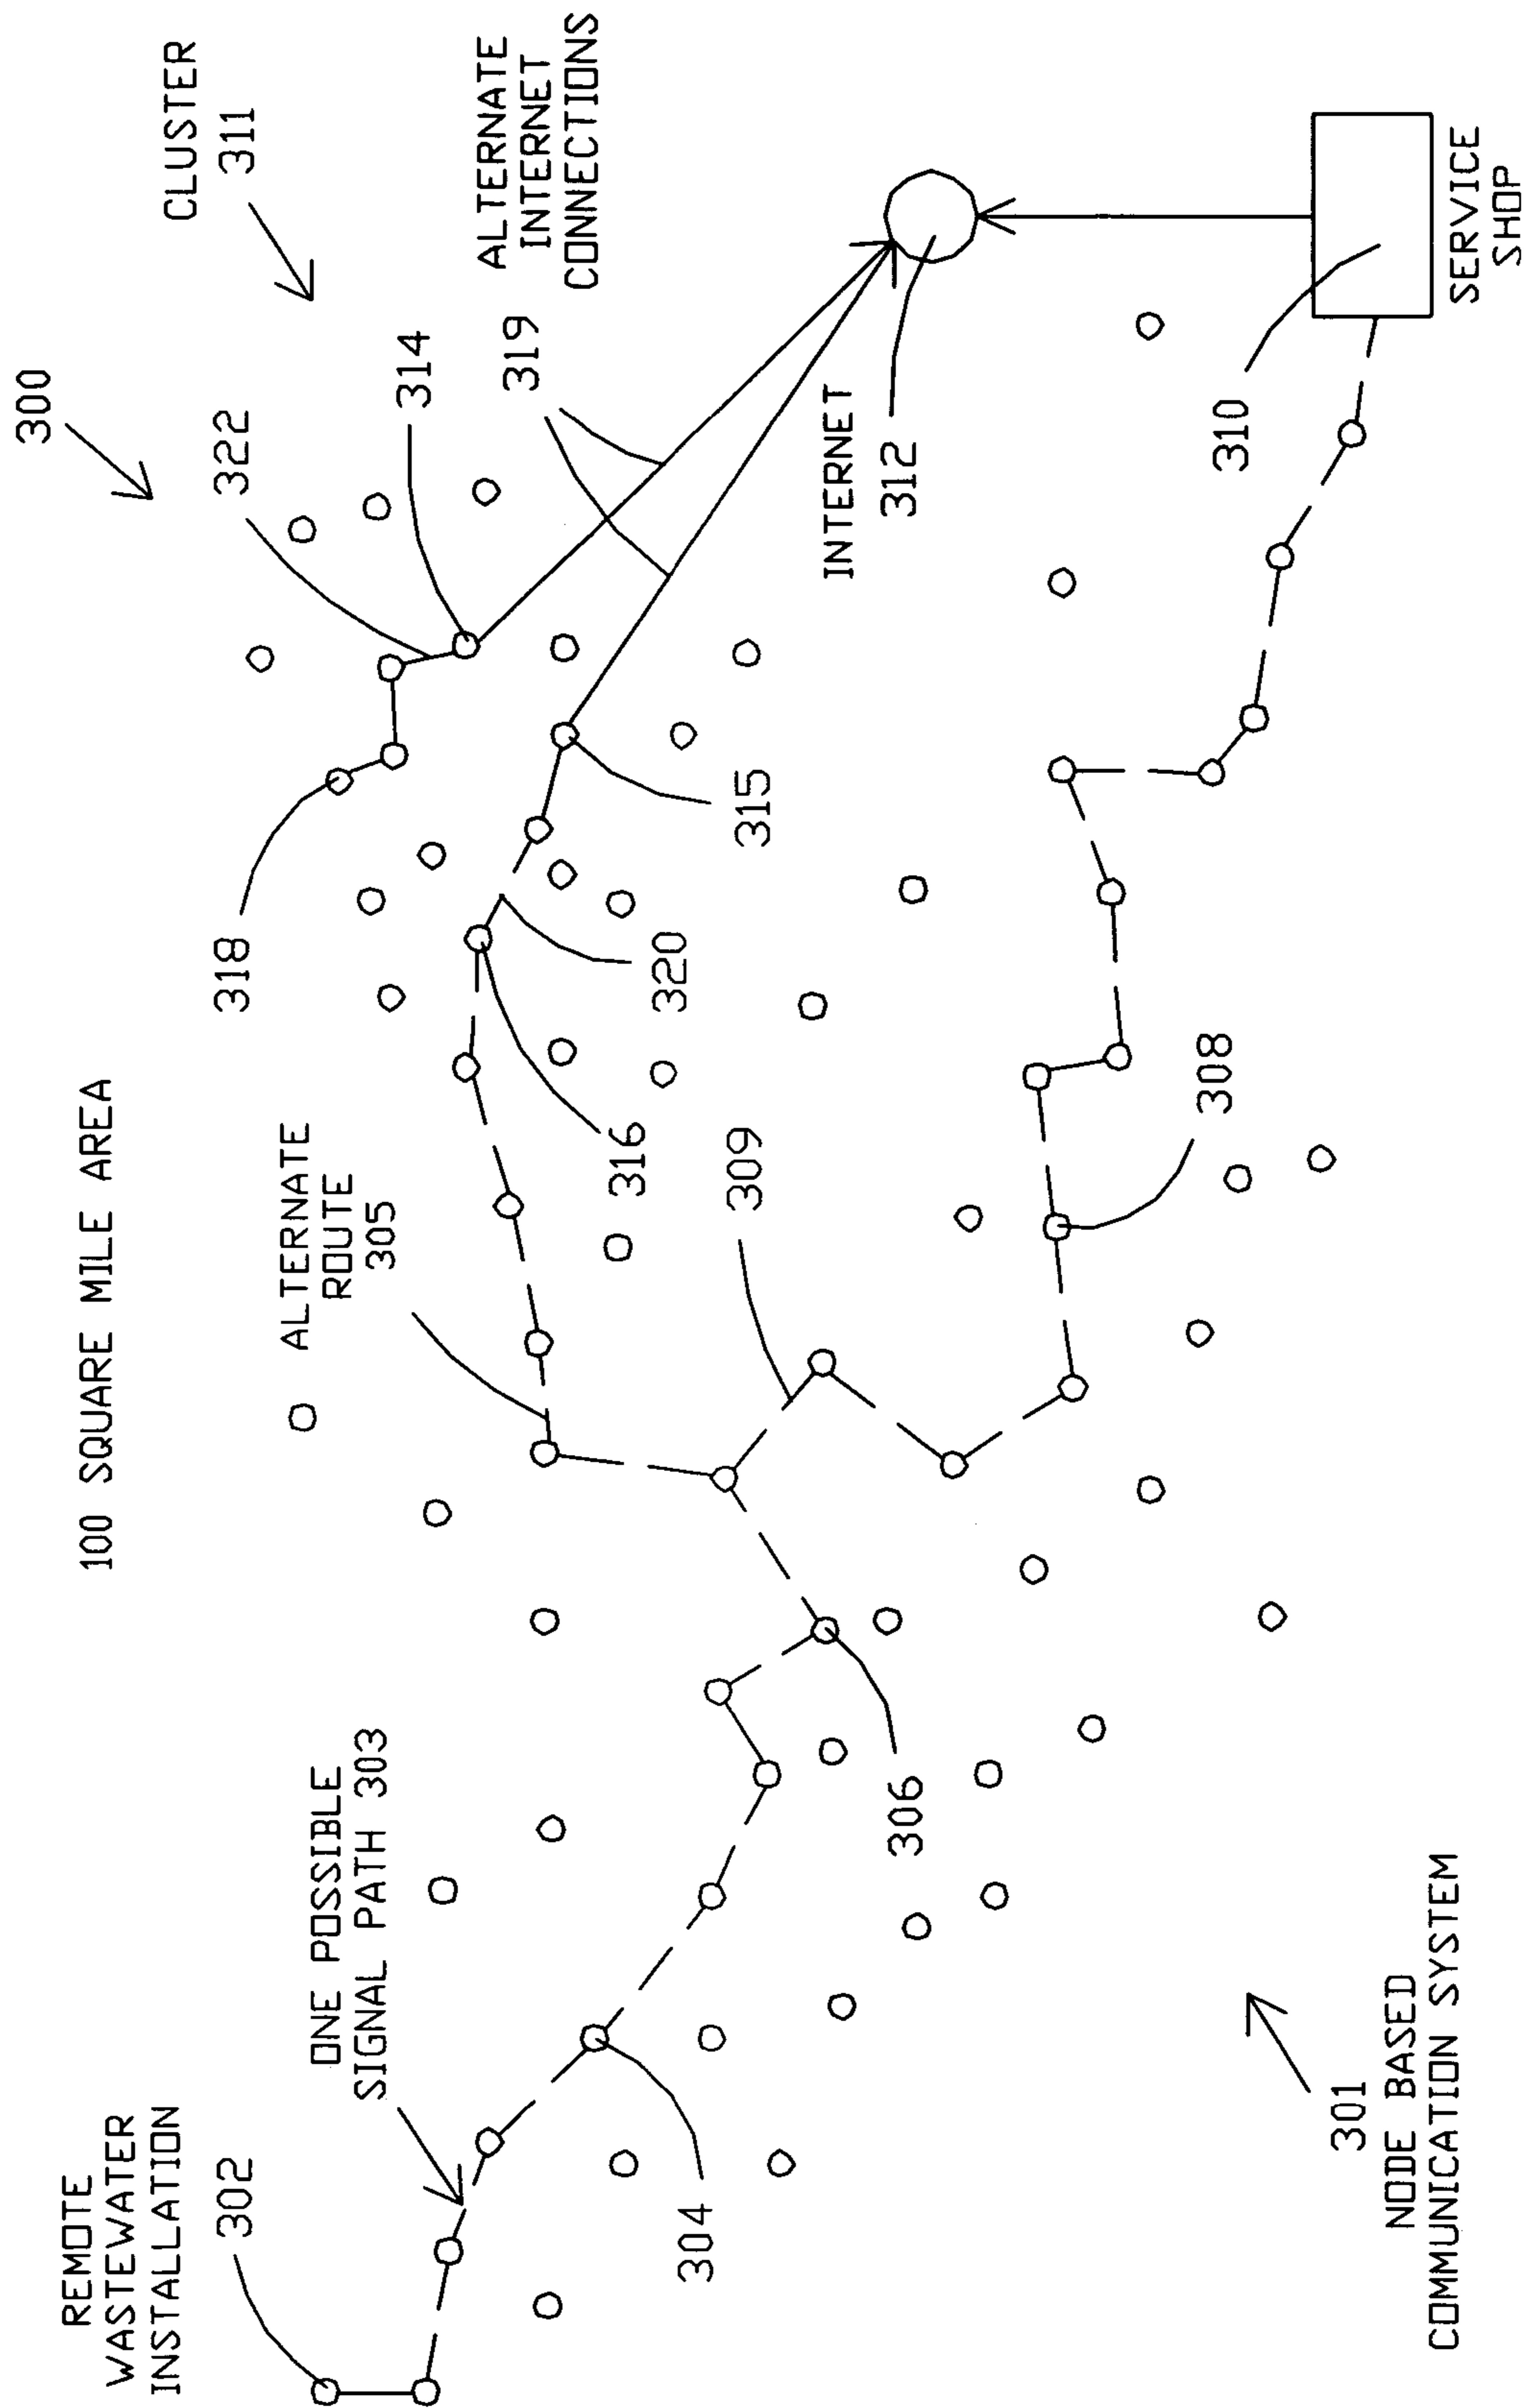 300
100 SQUARE MILE AREA
CLUSTER
311
REMOTE
WASTEWATER
INSTALLATION
302
ONE POSSIBLE
SIGNAL PATH 303
ALTERNATE
ROUTE
305
318
322
314
319
ALTERNATE
INTERNET
CONNECTIONS
304
306
309
316
320
315
INTERNET
312
308
310
SERVICE
SHOP
301
NODE BASED
COMMUNICATION SYSTEM